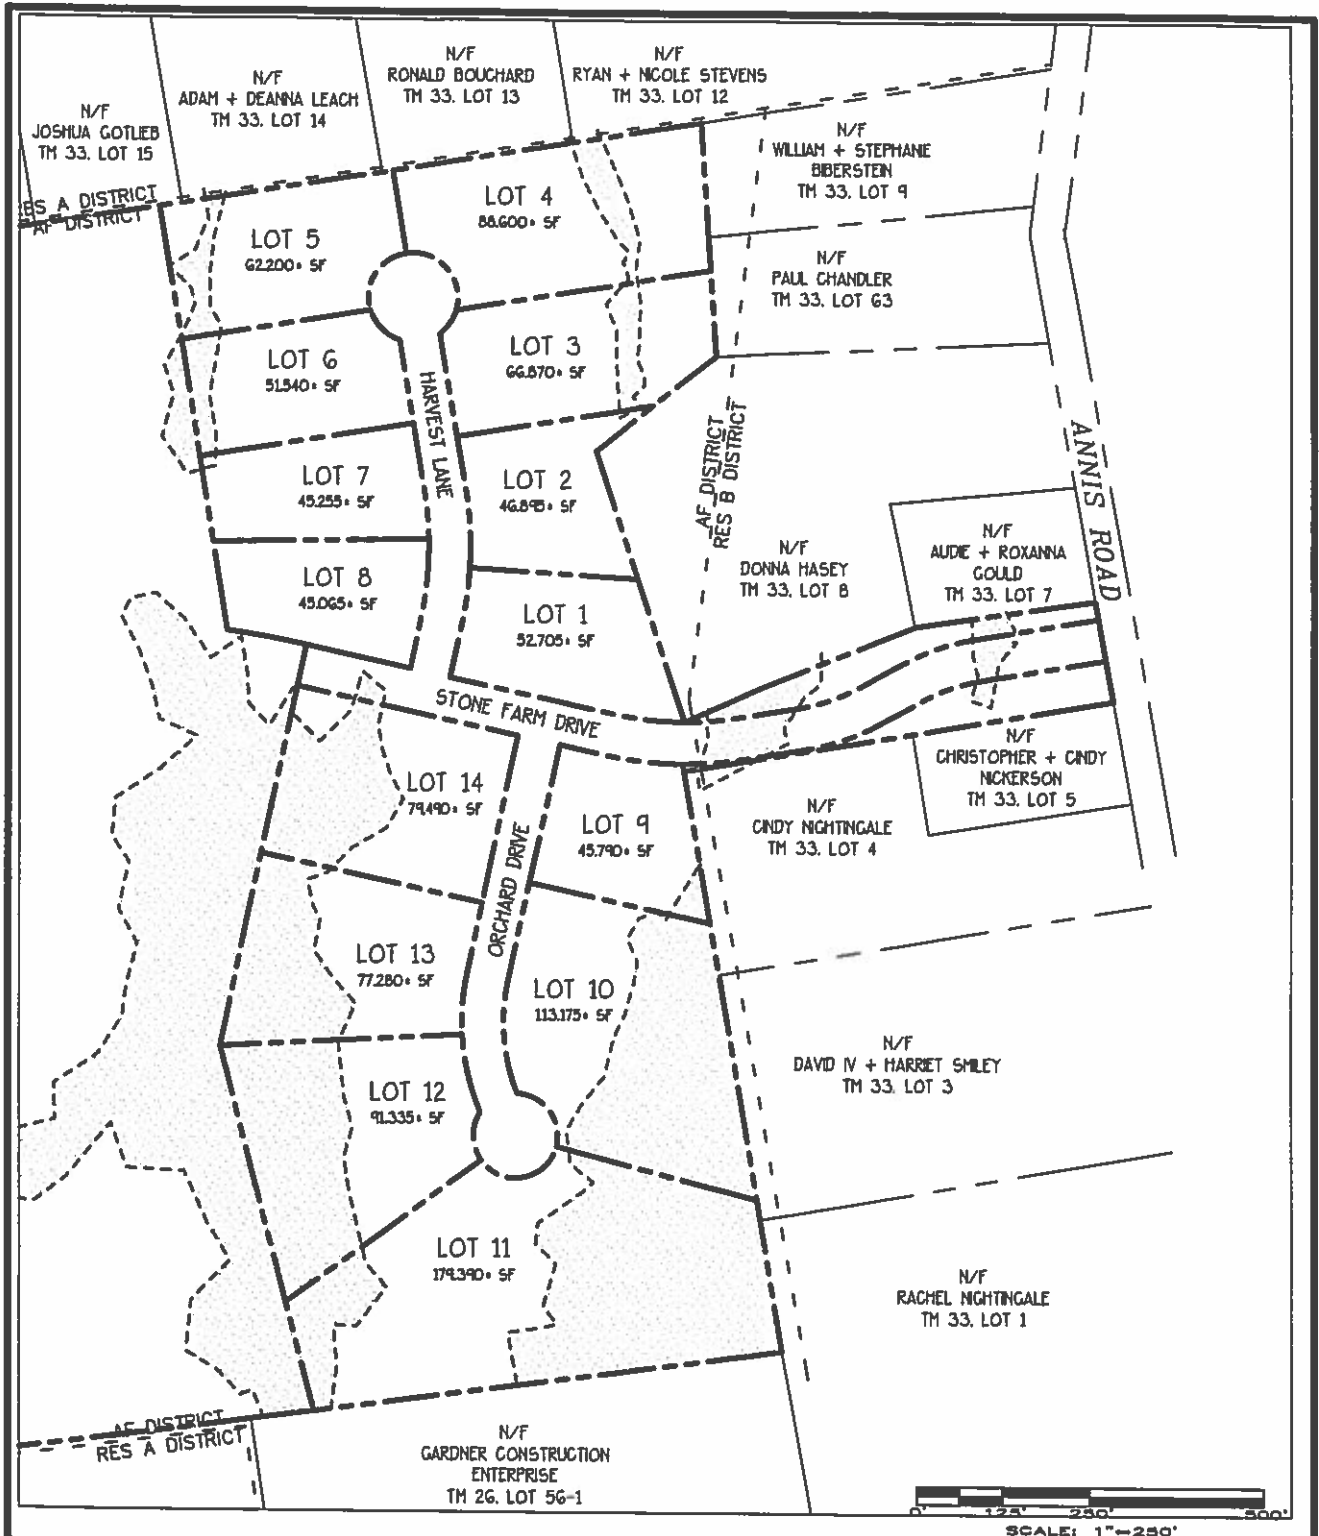 N/F
JOSHUA GOTLIEB
TM 33. LOT 15
N/F
ADAM + DEANNA LEACH
TM 33. LOT 14
N/F
RONALD BOUCHARD
TM 33. LOT 13
N/F
RYAN + NICOLE STEVENS
TM 33. LOT 12
N/F
WILLIAM + STEPHANIE
BIBERSTEIN
TM 33. LOT 9
RES A DISTRICT
AF DISTRICT
LOT 5
62,200± SF
LOT 4
88,600± SF
N/F
PAUL CHANDLER
TM 33. LOT 63
LOT 6
51,540± SF
LOT 3
66,870± SF
HARVEST LANE
LOT 7
45,255± SF
LOT 2
46,895± SF
AF DISTRICT
RES B DISTRICT
ANNIS ROAD
N/F
DONNA HASEY
TM 33. LOT 8
N/F
AUDIE + ROXANNA
GOULD
TM 33. LOT 7
LOT 8
45,065± SF
LOT 1
52,705± SF
STONE FARM DRIVE
N/F
CHRISTOPHER + CINDY
NICKERSON
TM 33. LOT 5
LOT 14
79,490± SF
LOT 9
45,790± SF
N/F
CINDY NIGHTINGALE
TM 33. LOT 4
ORCHARD DRIVE
LOT 13
77,280± SF
LOT 10
113,175± SF
N/F
DAVID IV + HARRIET SMILEY
TM 33. LOT 3
LOT 12
91,335± SF
LOT 11
179,390± SF
N/F
RACHEL NIGHTINGALE
TM 33. LOT 1
AF DISTRICT
RES A DISTRICT
N/F
GARDNER CONSTRUCTION
ENTERPRISE
TM 26. LOT 56-1
0' 125' 250' 500'
SCALE: 1"=250'